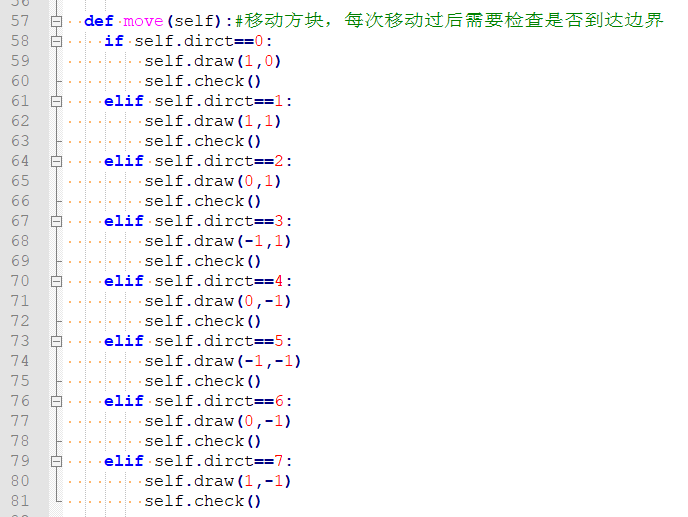 57 def move(self):#移动方块，每次移动过后需要检查是否到达边界
58 if self.dirct==0:
59 self.draw(1,0)
60 self.check()
61 elif self.dirct==1:
62 self.draw(1,1)
63 self.check()
64 elif self.dirct==2:
65 self.draw(0,1)
66 self.check()
67 elif self.dirct==3:
68 self.draw(-1,1)
69 self.check()
70 elif self.dirct==4:
71 self.draw(0,-1)
72 self.check()
73 elif self.dirct==5:
74 self.draw(-1,-1)
75 self.check()
76 elif self.dirct==6:
77 self.draw(0,-1)
78 self.check()
79 elif self.dirct==7:
80 self.draw(1,-1)
81 self.check()